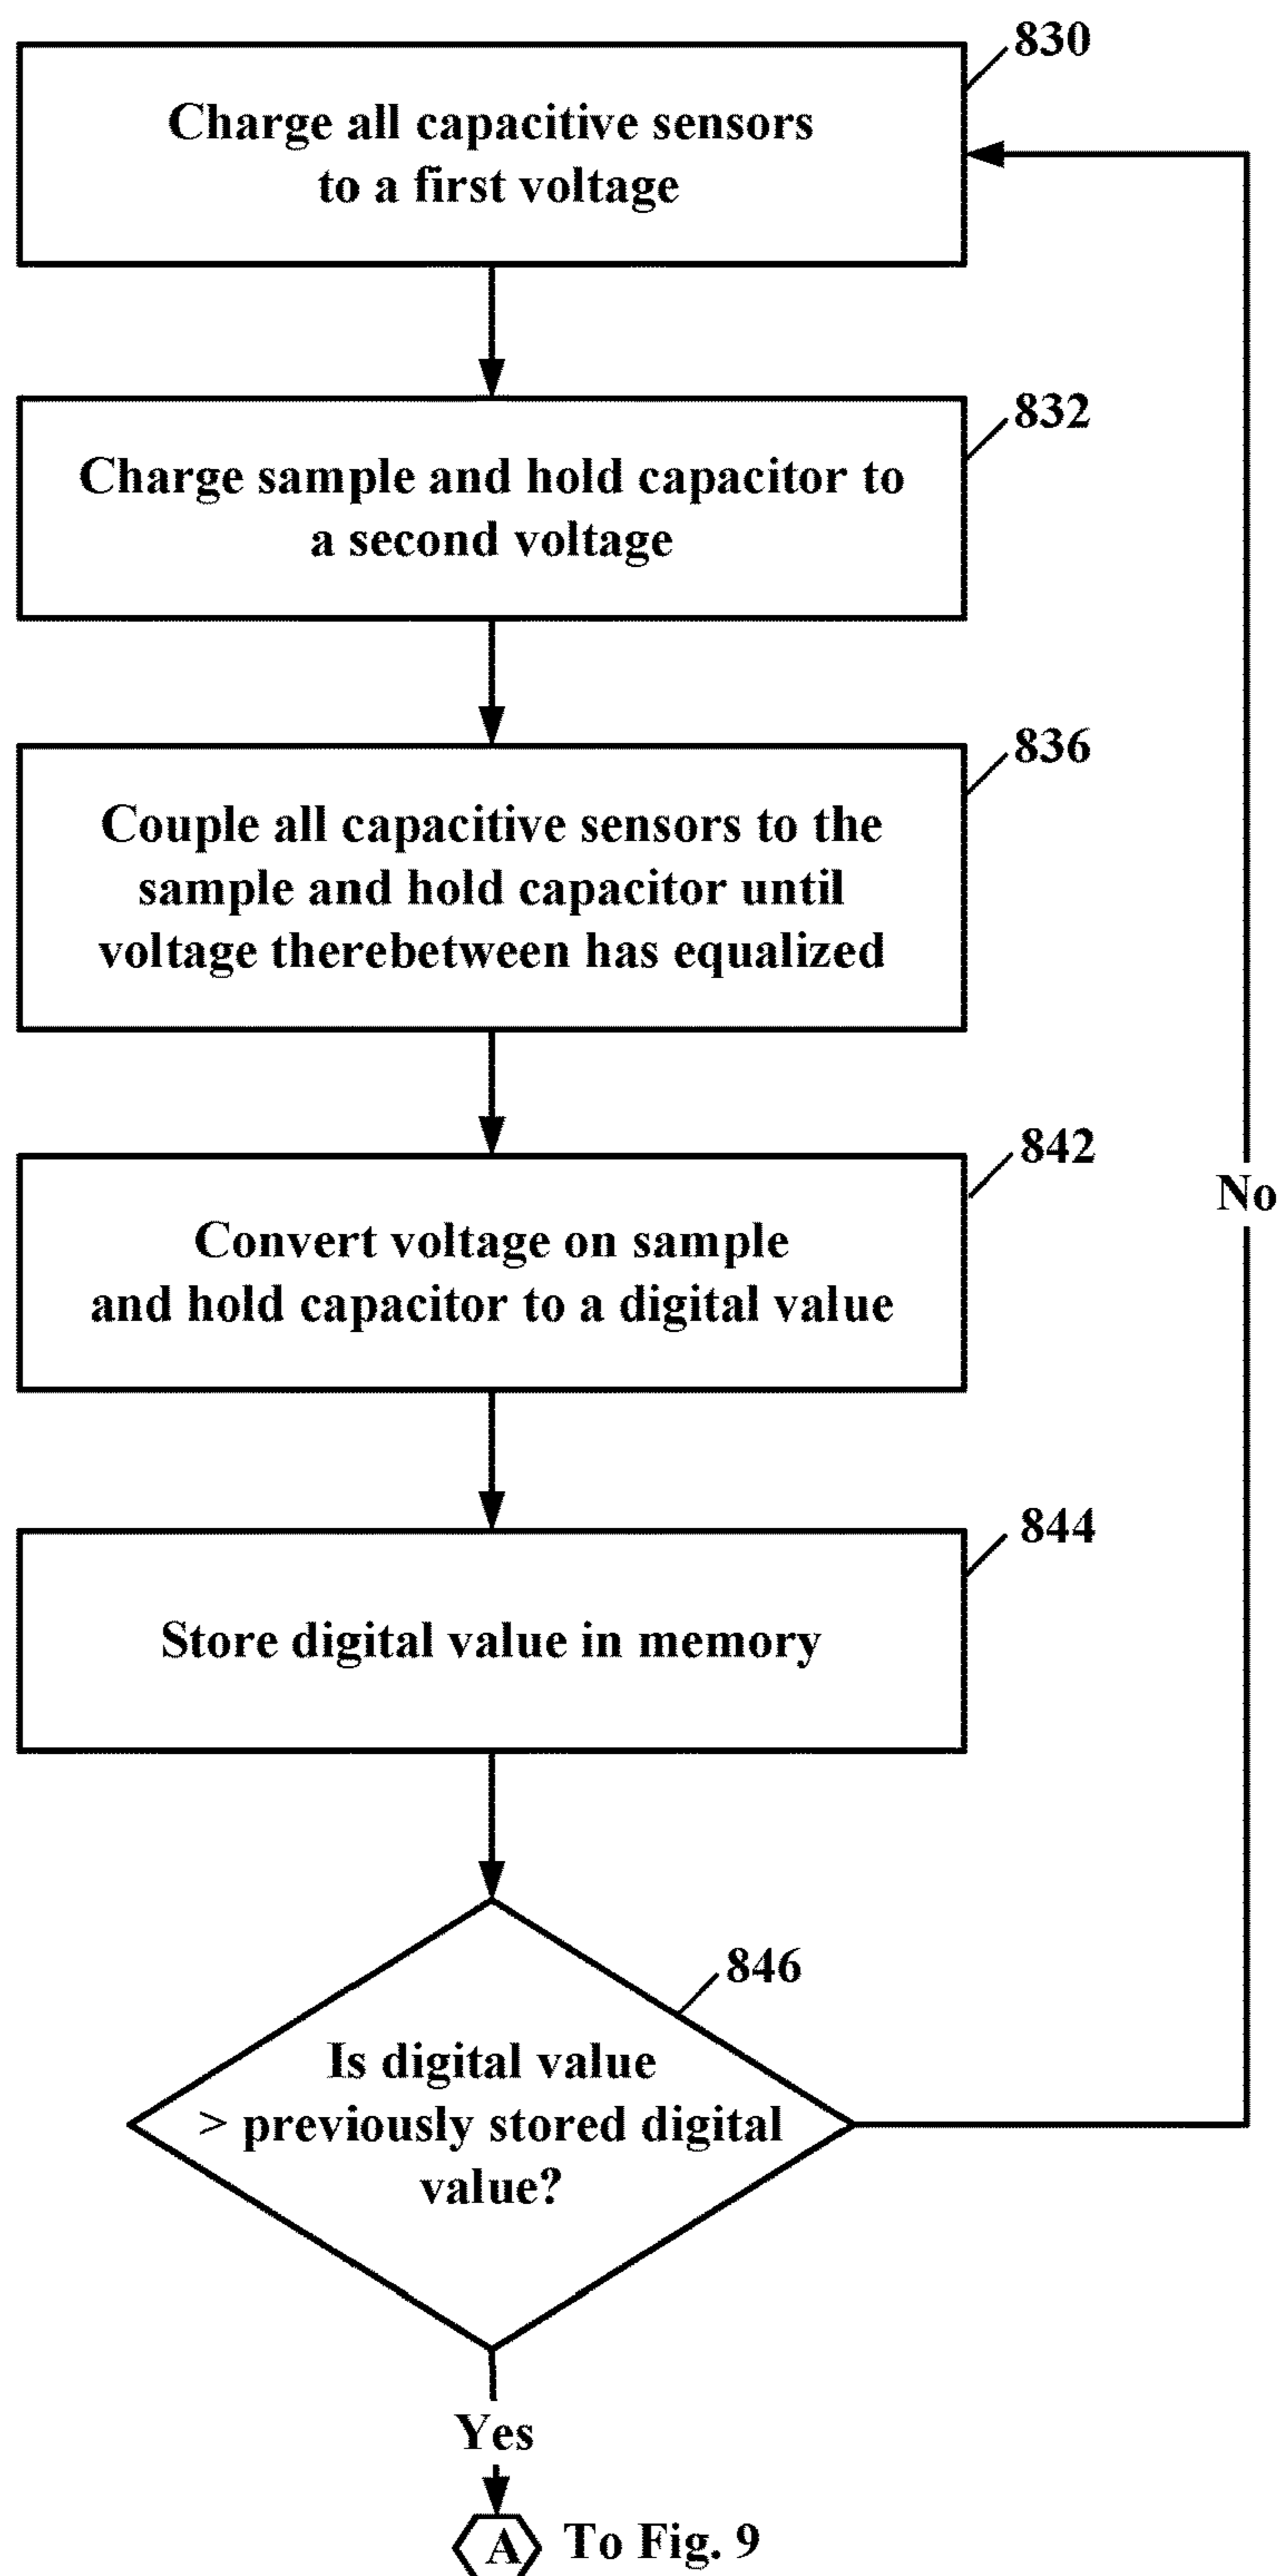 830
Charge all capacitive sensors
to a first voltage
832
Charge sample and hold capacitor to
a second voltage
836
Couple all capacitive sensors to the
sample and hold capacitor until
voltage therebetween has equalized
842
No
Convert voltage on sample
and hold capacitor to a digital value
844
Store digital value in memory
846
Is digital value
> previously stored digital
value?
Yes
A To Fig. 9